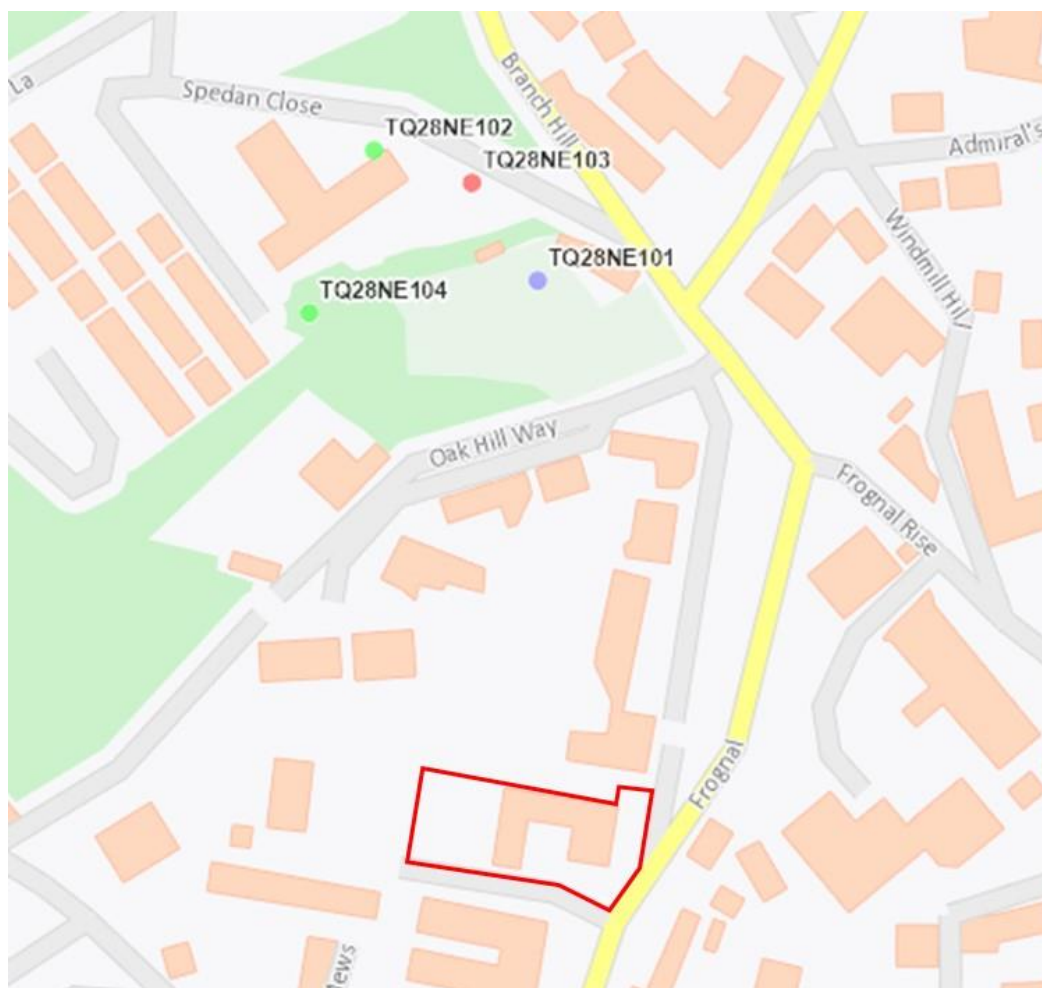 La
Spedan Close
Branch Hill
TQ28NE102
TQ28NE103
Admiral's
TQ28NE101
Windmill Hill
TQ28NE104
Oak Hill Way
Frognal Rise
Frognal
Mews